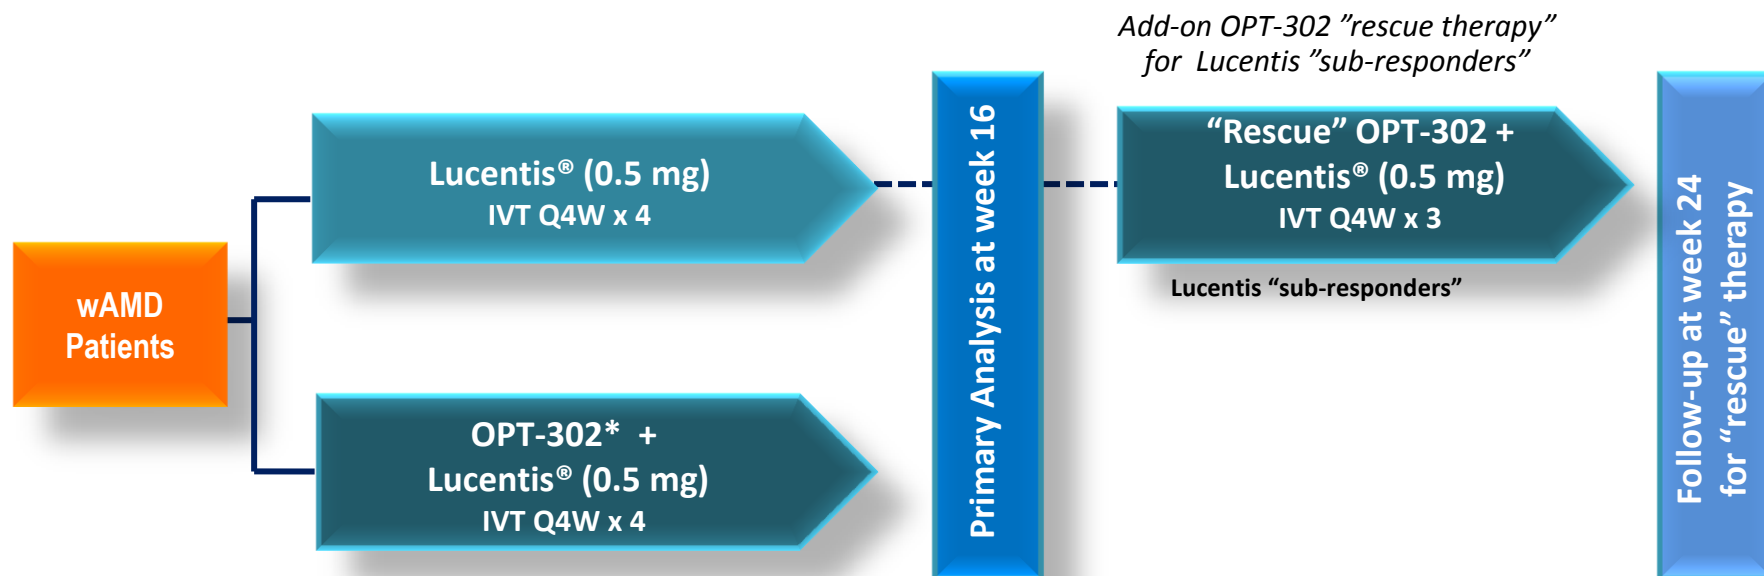 Add-on OPT-302 ”rescue therapy”
for Lucentis ”sub-responders”
wAMD
Patients
Lucentis® (0.5 mg)
IVT Q4W x 4
OPT-302* +
Lucentis® (0.5 mg)
IVT Q4W x 4
Primary Analysis at week 16
“Rescue” OPT-302 +
Lucentis® (0.5 mg)
IVT Q4W x 3
Lucentis “sub-responders”
Follow-up at week 24
for “rescue” therapy